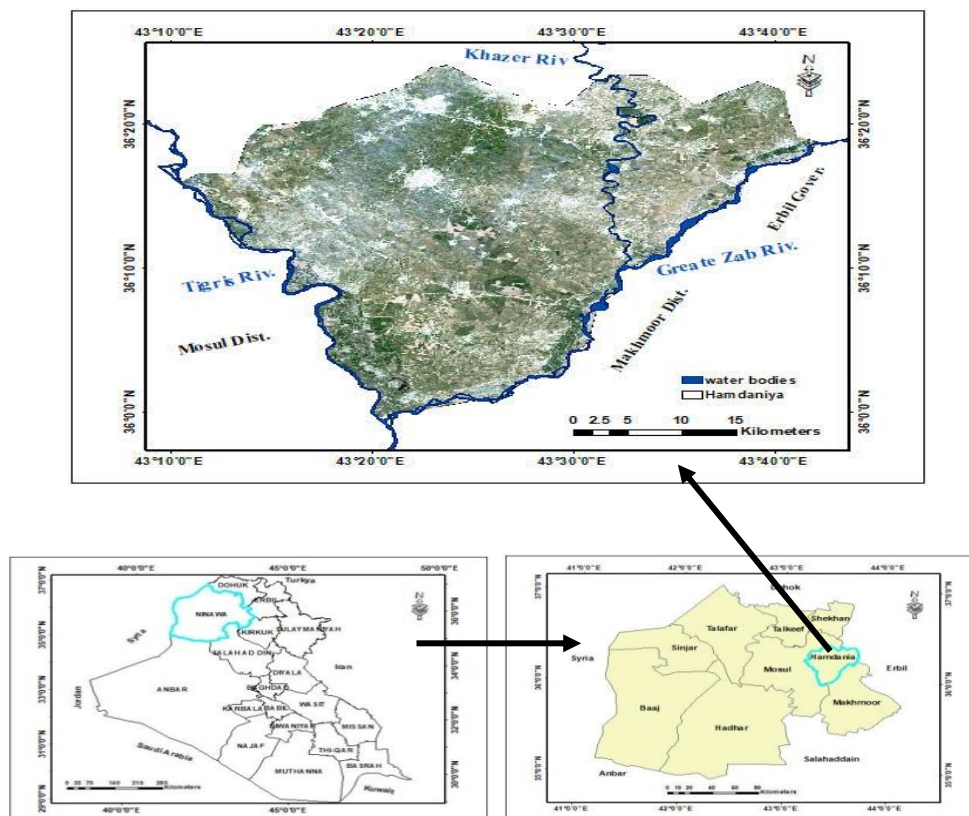 43°10'0"E 43°20'0"E 43°30'0"E 43°40'0"E
Khazer Riv
N
36°20'0"N
36°20'0"N
Erbil Gover.
Tigris Riv.
Greate Zab Riv.
36°10'0"N
36°10'0"N
Mosul Dist.
Makhmoor Dist.
water bodies
Hamdaniya
36°0'0"N
36°0'0"N
0 2.5 5 10 15
Kilometers
43°10'0"E 43°20'0"E 43°30'0"E 43°40'0"E
40°0'0"E 45°0'0"E 50°0'0"E
Turkya
DOHUK
ERBIL
NINAWA
N
Syria
KIRKUK
SULAYMANIYAH
SALAHADDIN
Iran
DIYALA
Jordan
ANBAR
BAGHDAD
WASIT
KARBALA
BABIL
MISSAN
NAJAF
THI-QAR
Saudi Arabia
BASRAH
MUTHANNA
Kuwait
Kilometers
40°0'0"E 45°0'0"E
41°0'0"E 42°0'0"E 43°0'0"E 44°0'0"E
N
Shekhan
Talafar
Talkeef
Syria
Sinjar
Hamdania
Mosul
Erbil
Baaj
Makhmoor
Hadhar
Salahaddain
Anbar
0 10 20 40 60 80
Kilometers
41°0'0"E 42°0'0"E 43°0'0"E 44°0'0"E